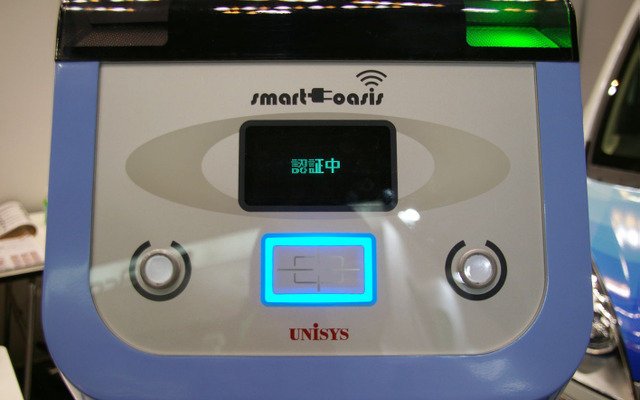 smart oasis
認証中
UNISYS